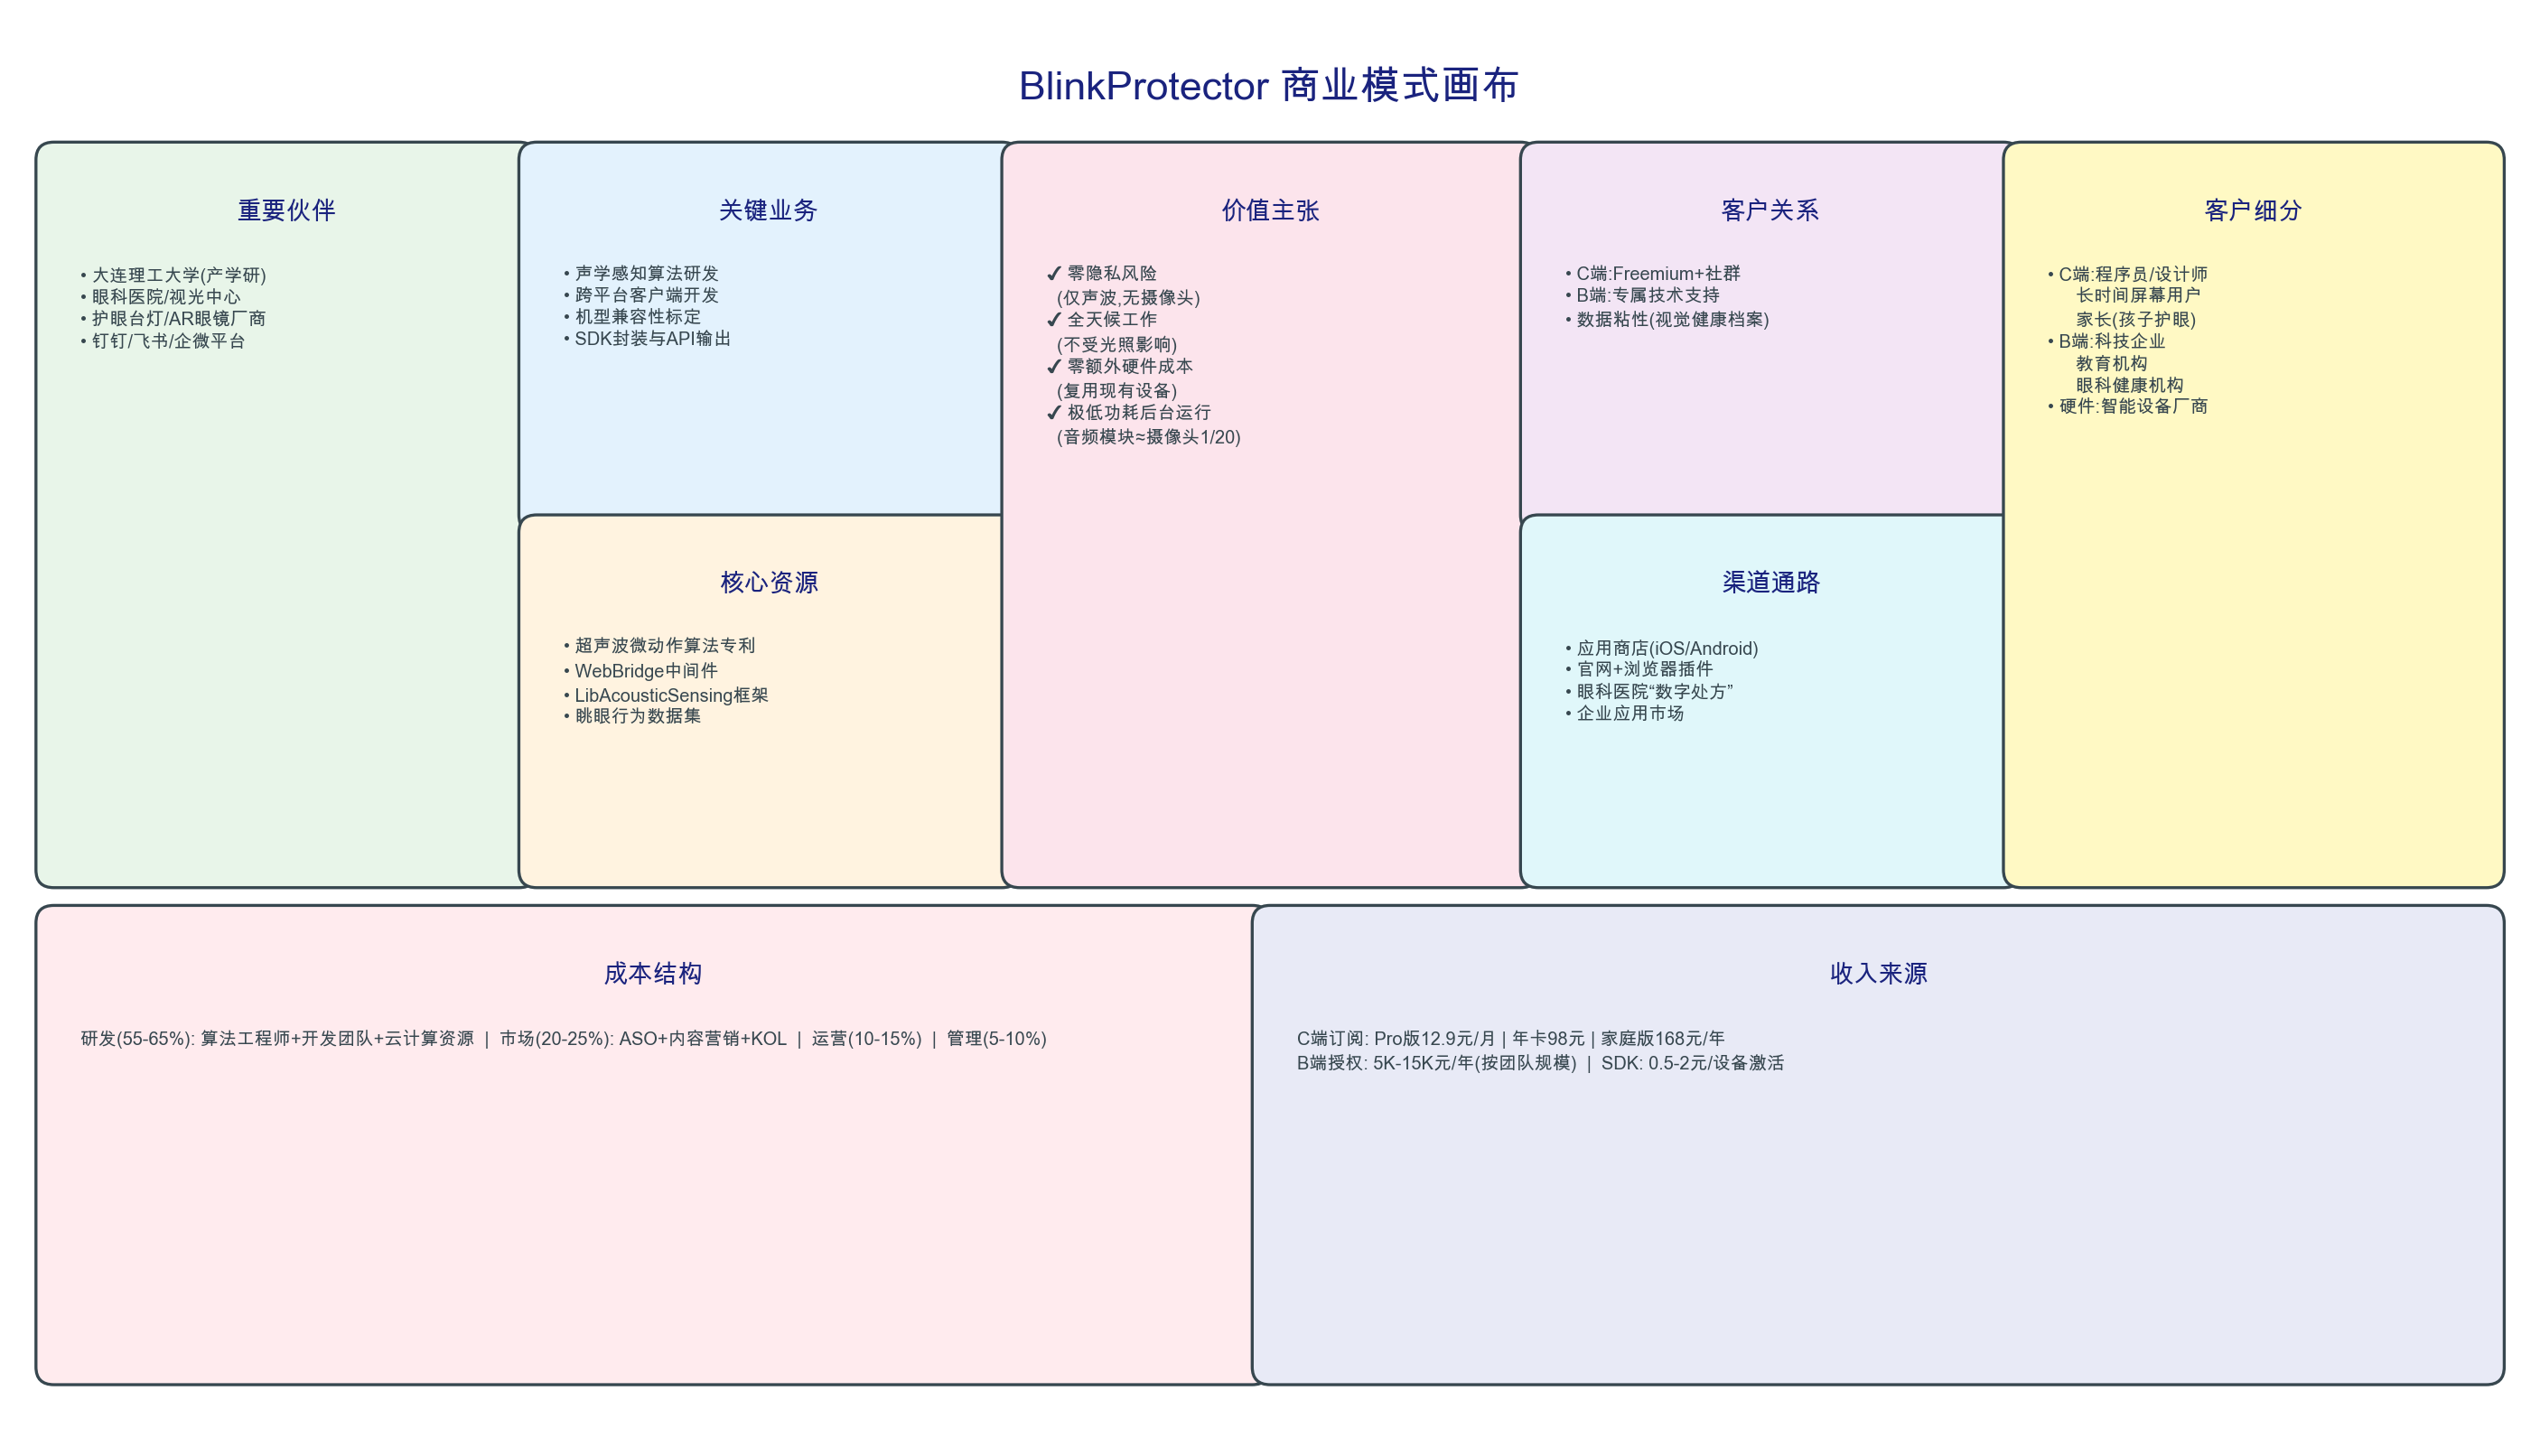 BlinkProtector 商业模式画布
重要伙伴
• 大连理工大学(产学研)
• 眼科医院/视光中心
• 护眼台灯/AR眼镜厂商
• 钉钉/飞书/企微平台
关键业务
• 声学感知算法研发
• 跨平台客户端开发
• 机型兼容性标定
• SDK封装与API输出
核心资源
• 超声波微动作算法专利
• WebBridge中间件
• LibAcousticSensing框架
• 眺眼行为数据集
价值主张
✔ 零隐私风险
(仅声波,无摄像头)
✔ 全天候工作
(不受光照影响)
✔ 零额外硬件成本
(复用现有设备)
✔ 极低功耗后台运行
(音频模块≈摄像头1/20)
客户关系
• C端:Freemium+社群
• B端:专属技术支持
• 数据粘性(视觉健康档案)
渠道通路
• 应用商店(iOS/Android)
• 官网+浏览器插件
• 眼科医院“数字处方”
• 企业应用市场
客户细分
• C端:程序员/设计师
长时间屏幕用户
家长(孩子护眼)
• B端:科技企业
教育机构
眼科健康机构
• 硬件:智能设备厂商
成本结构
研发(55-65%): 算法工程师+开发团队+云计算资源 | 市场(20-25%): ASO+内容营销+KOL | 运营(10-15%) | 管理(5-10%)
收入来源
C端订阅: Pro版12.9元/月 | 年卡98元 | 家庭版168元/年
B端授权: 5K-15K元/年(按团队规模) | SDK: 0.5-2元/设备激活